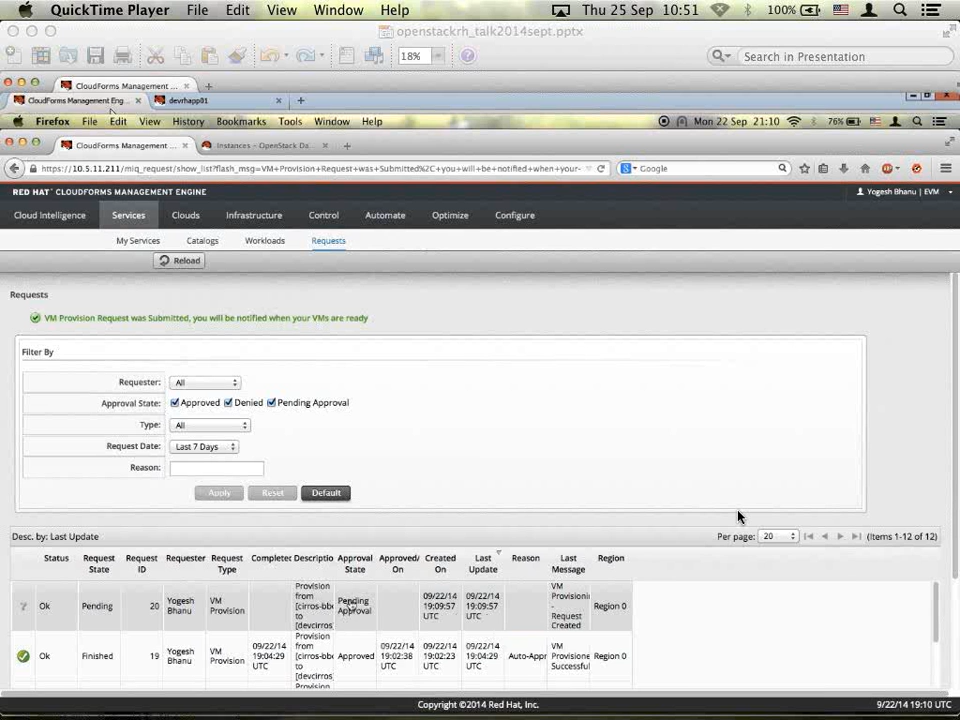 QuickTime Player File Edit View Window Help 100% Thu 25 Sep 10:51
openstackrh_talk2014sept.pptx
18% Search in Presentation
CloudForms Management ...
CloudForms Management Eng... devrhapp01
Firefox File Edit View History Bookmarks Tools Window Help 76% Mon 22 Sep 21:10
CloudForms Management ... Instances - OpenStack Da...
https://10.5.11.211/miq_request/show_list?flash_msg=VM+Provision+Request+was+Submitted%2C+you+will+be+notified+when+your- Google
RED HAT CLOUDFORMS MANAGEMENT ENGINE Yogesh Bhanu | EVM
Cloud Intelligence Services Clouds Infrastructure Control Automate Optimize Configure
My Services Catalogs Workloads Requests
Reload
Requests
VM Provision Request was Submitted, you will be notified when your VMs are ready
Filter By
Requester: All
Approval State: Approved Denied Pending Approval
Type: All
Request Date: Last 7 Days
Reason:
Apply Reset Default
Desc. by: Last Update Per page: 20 (Items 1-12 of 12)
Status Request State Request ID Requester Request Type Complete Descriptio Approval State Approved/ On Created On Last Update Reason Last Message Region
? Ok Pending 20 Yogesh Bhanu VM Provision Provision from [cirros-bb to [devcirros] Pending Approval 09/22/14 19:09:57 UTC 09/22/14 19:09:57 UTC VM Provisioni - Request Created Region 0
Ok Finished 19 Yogesh Bhanu VM Provision 09/22/14 19:04:29 UTC Provision from [cirros-bb to [devcirros] Approved 09/22/14 19:02:38 UTC 09/22/14 19:02:23 UTC 09/22/14 19:04:29 UTC Auto-Appr VM Provisione Successful Region 0
Provision
Copyright ©2014 Red Hat, Inc. 9/22/14 19:10 UTC